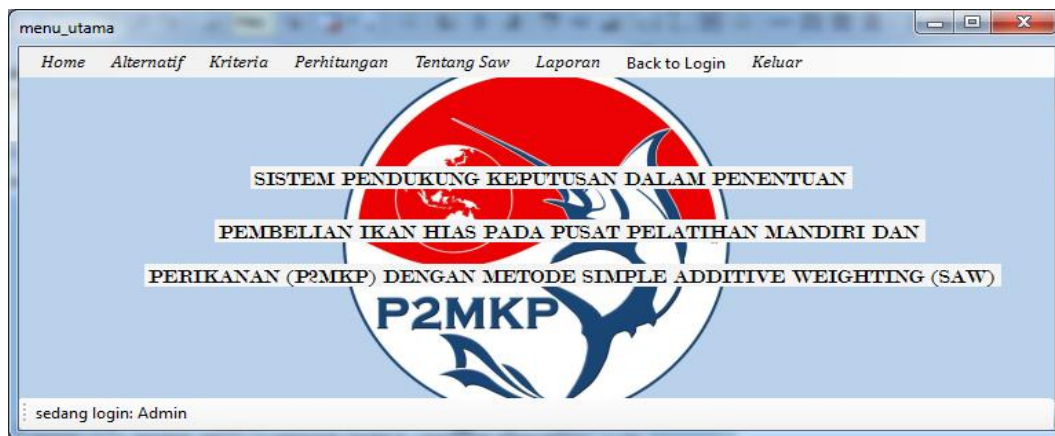 menu_utama
Home Alternatif Kriteria Perhitungan Tentang Saw Laporan Back to Login Keluar
SISTEM PENDUKUNG KEPUTUSAN DALAM PENENTUAN
PEMBELIAN IKAN HIAS PADA PUSAT PELATIHAN MANDIRI DAN
PERIKANAN (P2MKP) DENGAN METODE SIMPLE ADDITIVE WEIGHTING (SAW)
P2MKP
sedang login: Admin